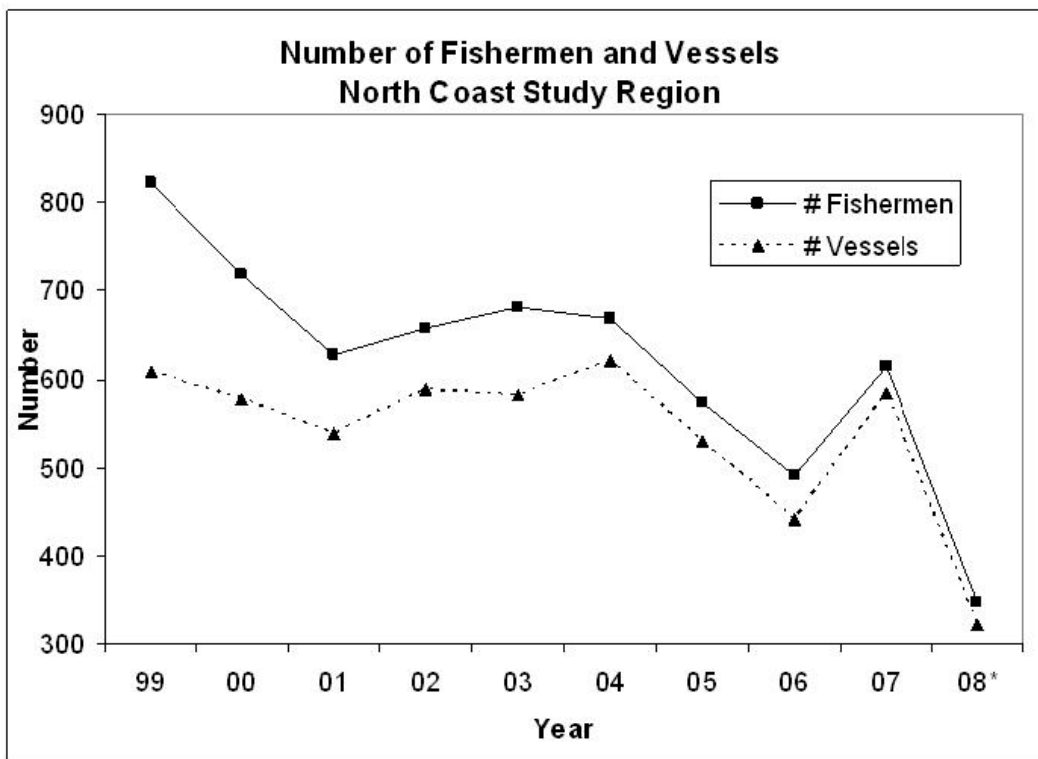 Number of Fishermen and Vessels
North Coast Study Region
900
800
700
600
500
400
300
Number
# Fishermen
# Vessels
99 00 01 02 03 04 05 06 07 08*
Year